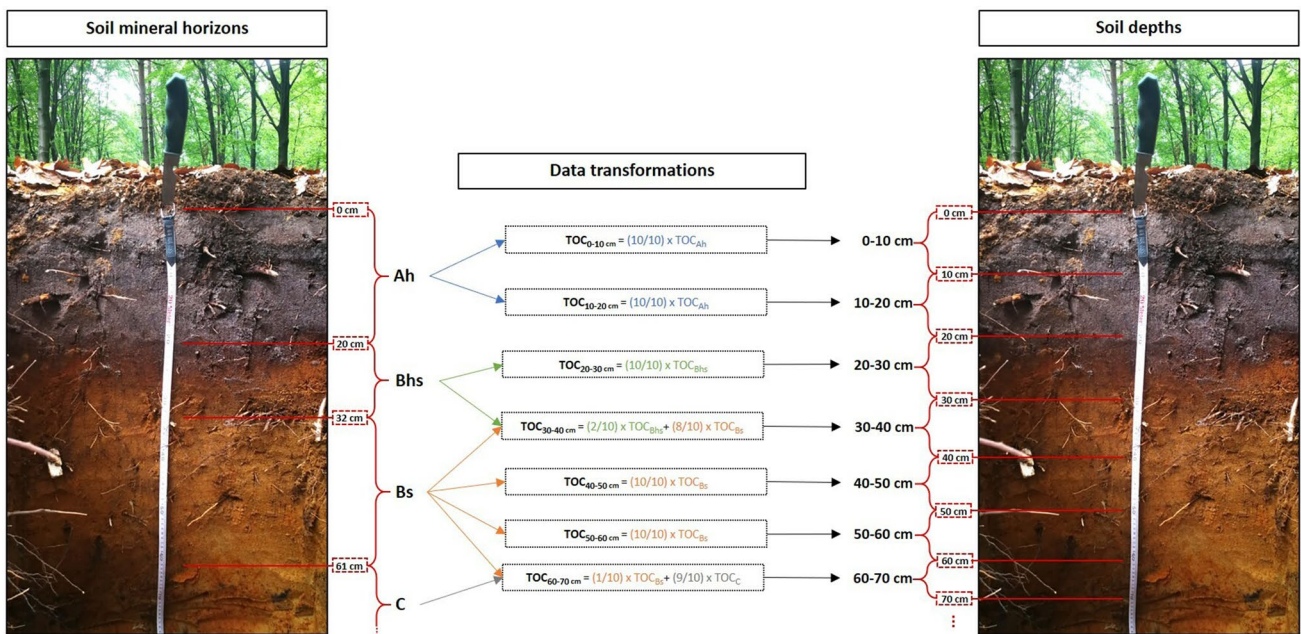 Soil mineral horizons
Soil depths
Data transformations
0 cm
20 cm
32 cm
61 cm
Ah
Bhs
Bs
C
TOC0-10 cm = (10/10) x TOCAh
TOC10-20 cm = (10/10) x TOCAh
TOC20-30 cm = (10/10) x TOCBhs
TOC30-40 cm = (2/10) x TOCBhs+ (8/10) x TOCBs
TOC40-50 cm = (10/10) x TOCBs
TOC50-60 cm = (10/10) x TOCBs
TOC60-70 cm = (1/10) x TOCBs+ (9/10) x TOCC
0-10 cm
10-20 cm
20-30 cm
30-40 cm
40-50 cm
50-60 cm
60-70 cm
0 cm
10 cm
20 cm
30 cm
40 cm
50 cm
60 cm
70 cm